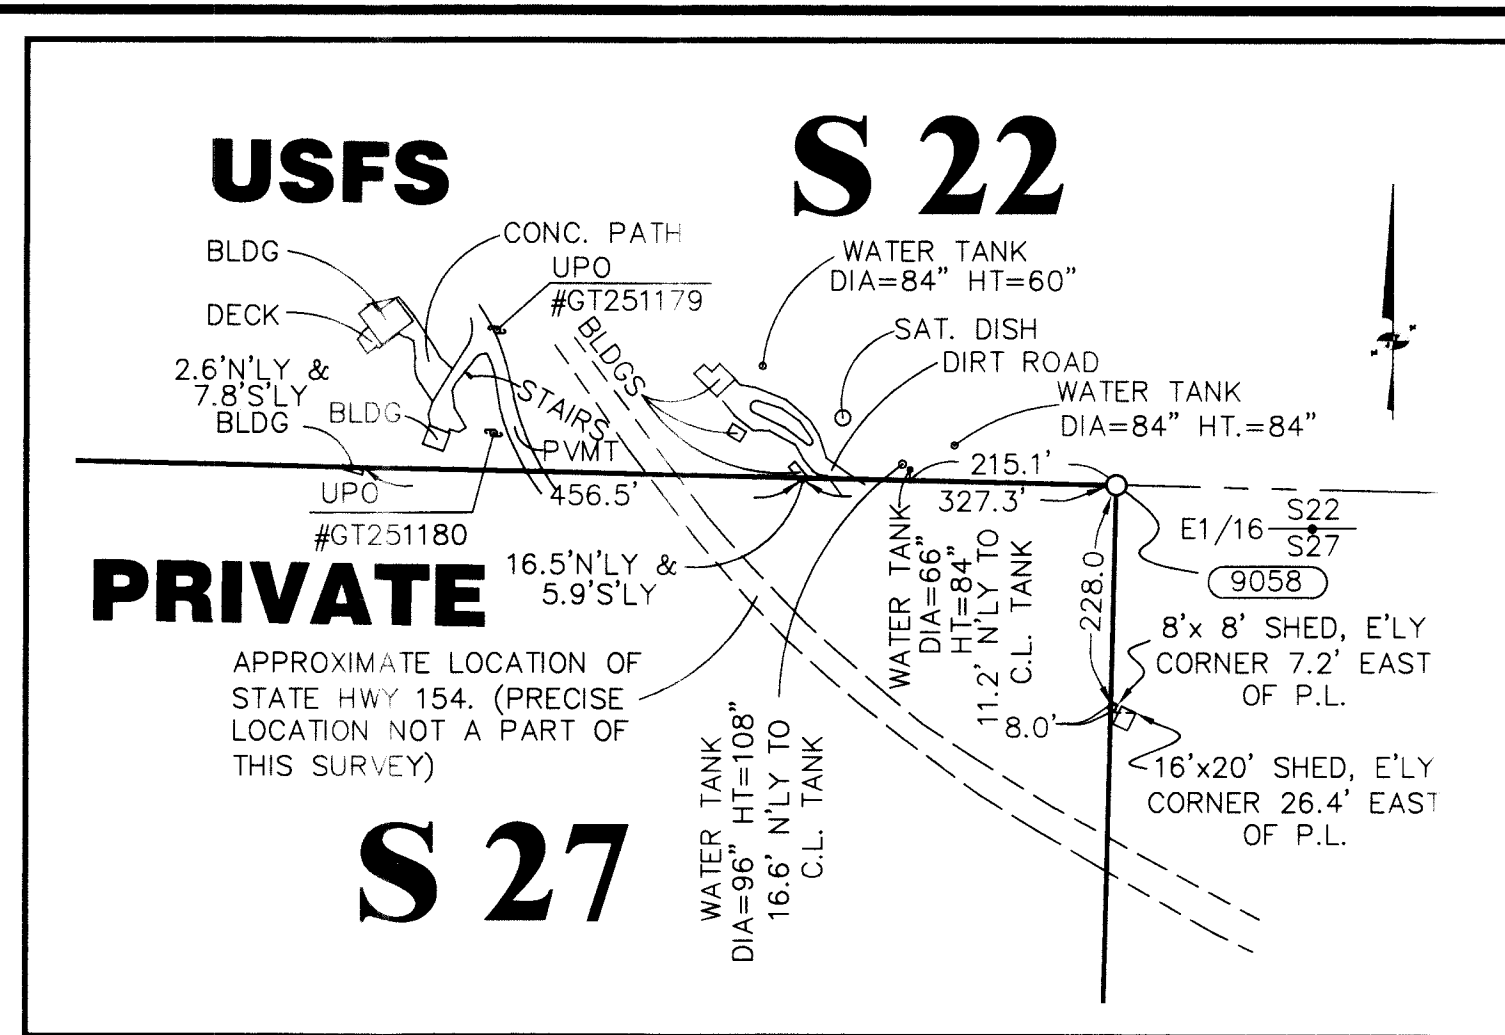 USFS
S 22
BLDG
CONC. PATH
UPO
#GT251179
WATER TANK
DIA=84" HT=60"
DECK
BLDGS
SAT. DISH
DIRT ROAD
2.6'N'LY &
7.8'S'LY
BLDG
BLDG
STAIRS
PVMT
WATER TANK
DIA=84" HT.=84"
UPO
#GT251180
456.5'
215.1'
327.3'
E1/16
S22
S27
9058
PRIVATE
16.5'N'LY &
5.9'S'LY
WATER TANK
DIA=66"
HT=84"
11.2' N'LY TO
C.L. TANK
228.0
8'x 8' SHED, E'LY
CORNER 7.2' EAST
OF P.L.
APPROXIMATE LOCATION OF
STATE HWY 154. (PRECISE
LOCATION NOT A PART OF
THIS SURVEY)
8.0'
WATER TANK
DIA=96" HT=108"
16.6' N'LY TO
C.L. TANK
16'x20' SHED, E'LY
CORNER 26.4' EAST
OF P.L.
S 27